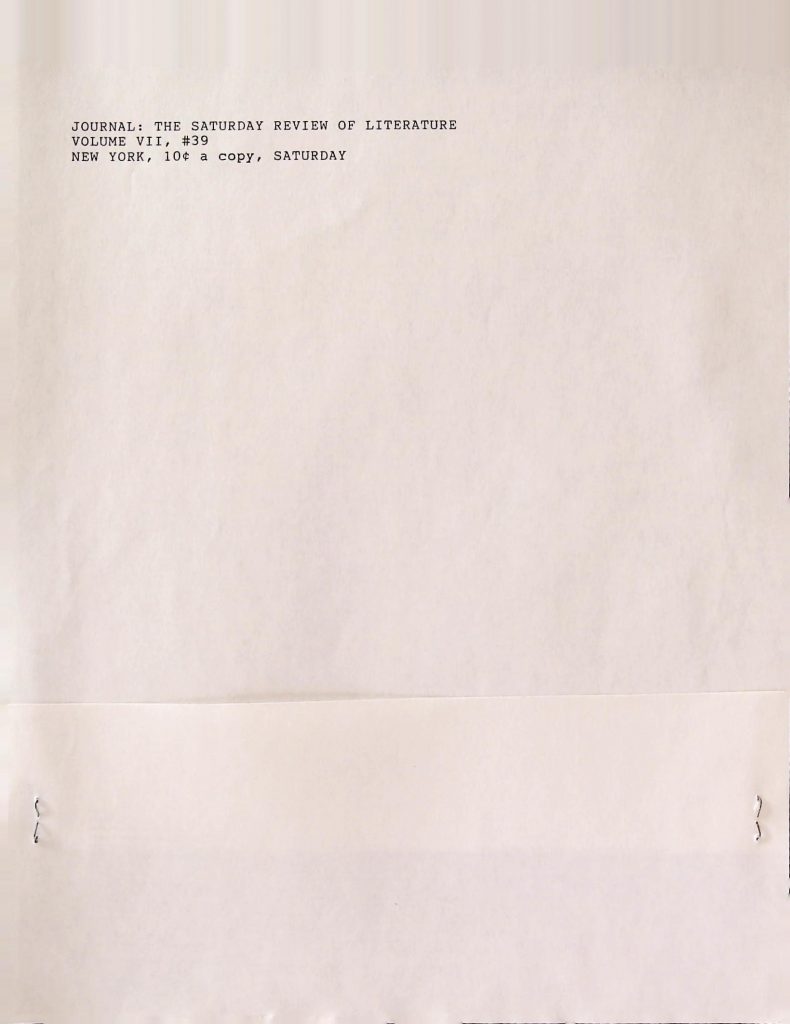 JOURNAL: THE SATURDAY REVIEW OF LITERATURE
VOLUME VII, #39
NEW YORK, 10¢ a copy, SATURDAY